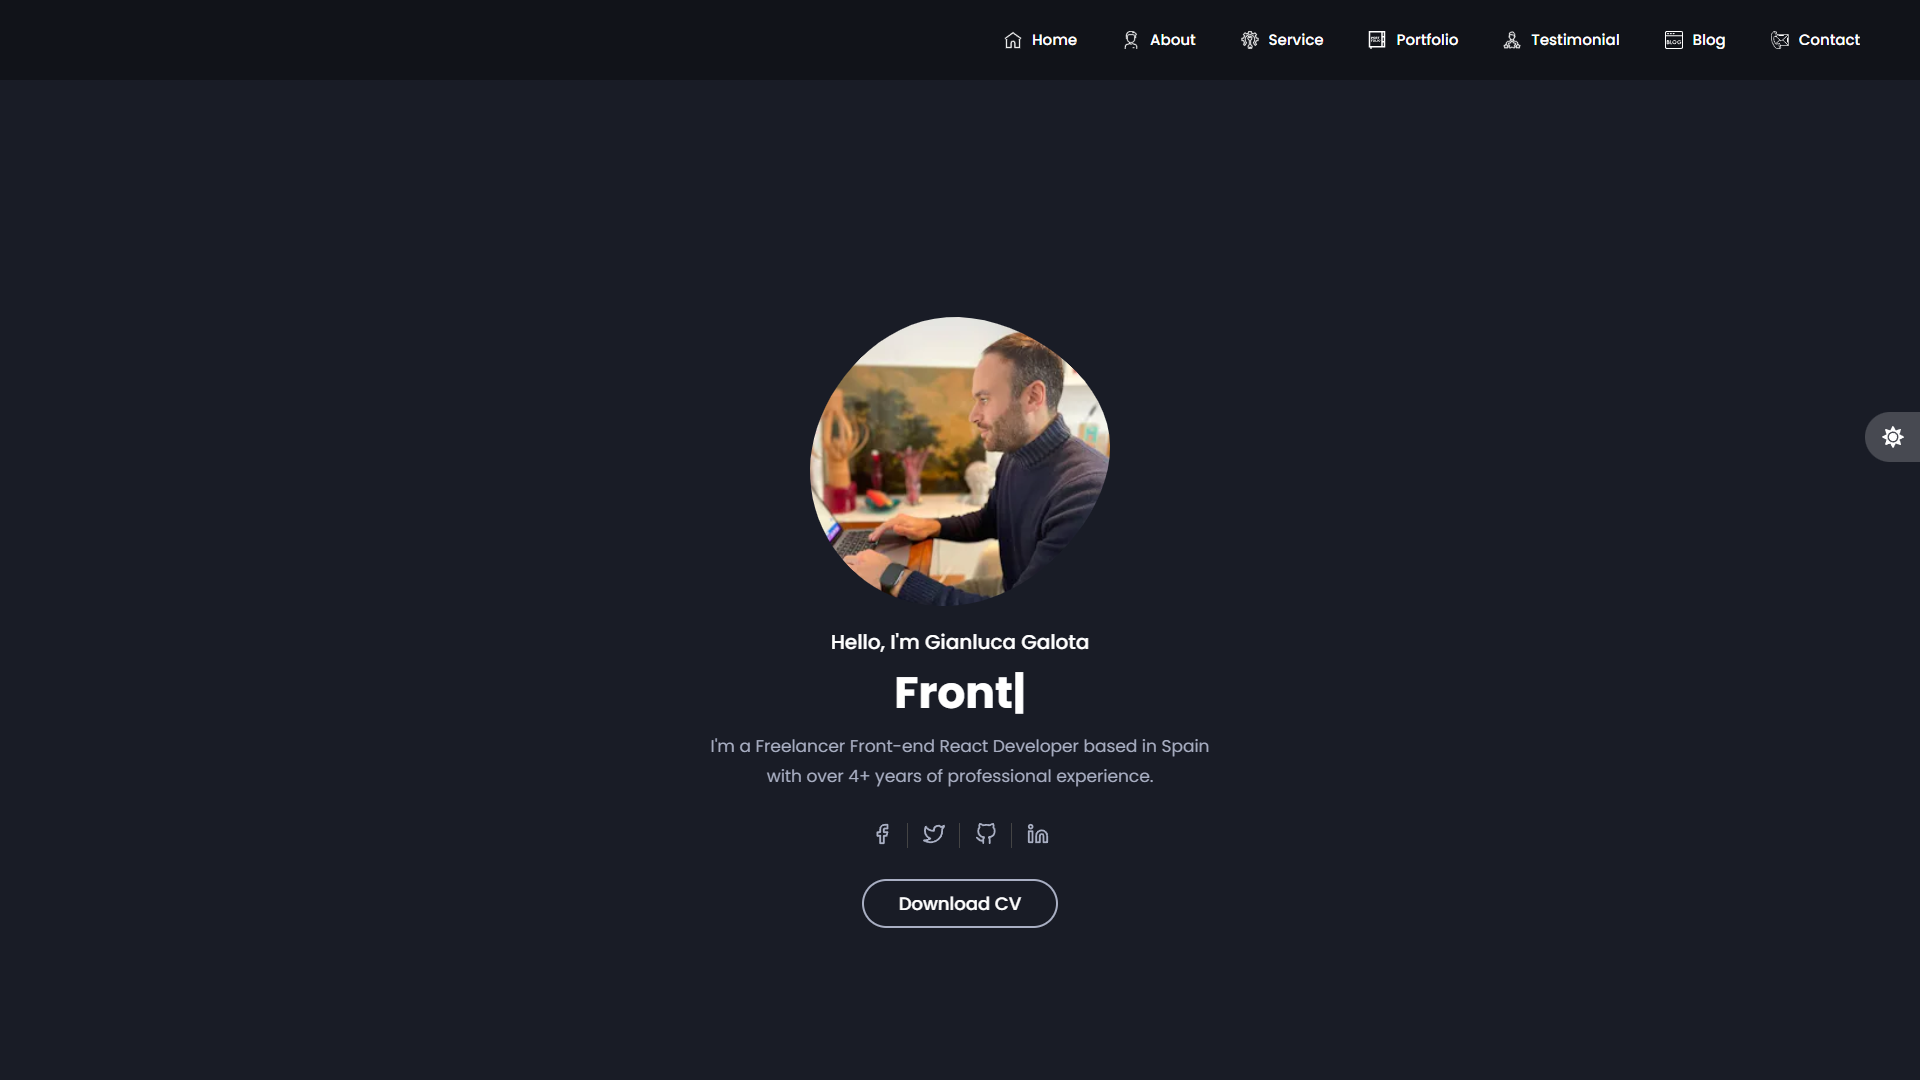 Home About Service Portfolio Testimonial Blog Contact
Hello, I'm Gianluca Galota
Front|
I'm a Freelancer Front-end React Developer based in Spain
with over 4+ years of professional experience.
Download CV